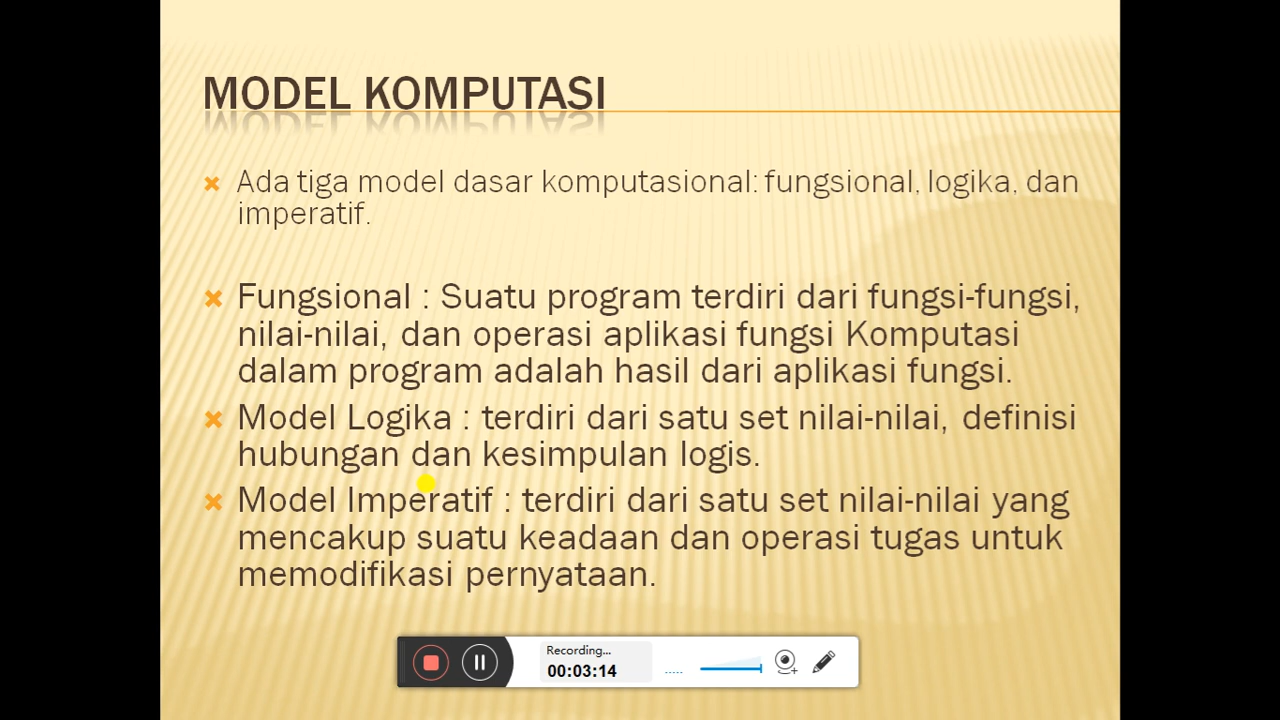 MODEL KOMPUTASI
Ada tiga model dasar komputasional: fungsional, logika, dan
imperatif.
Fungsional : Suatu program terdiri dari fungsi-fungsi,
nilai-nilai, dan operasi aplikasi fungsi Komputasi
dalam program adalah hasil dari aplikasi fungsi.
Model Logika : terdiri dari satu set nilai-nilai, definisi
hubungan dan kesimpulan logis.
Model Imperatif : terdiri dari satu set nilai-nilai yang
mencakup suatu keadaan dan operasi tugas untuk
memodifikasi pernyataan.
Recording...
00:03:14